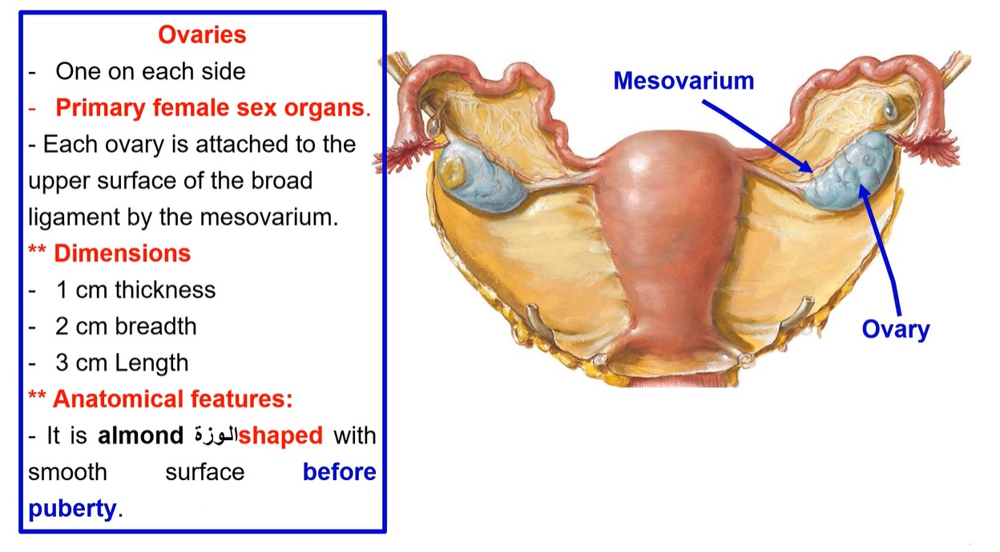 Ovaries
- One on each side
- Primary female sex organs.
- Each ovary is attached to the
upper surface of the broad
ligament by the mesovarium.
** Dimensions
- 1 cm thickness
- 2 cm breadth
- 3 cm Length
** Anatomical features:
- It is almond الوزة shaped with
smooth surface before
puberty.
Mesovarium
Ovary